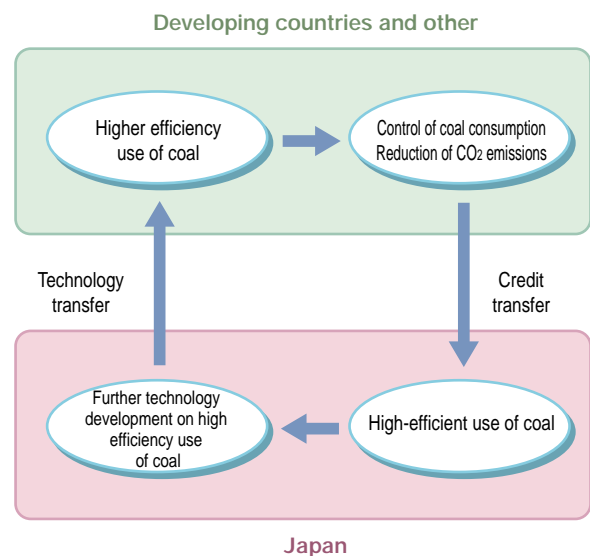 Developing countries and other
Higher efficiency
use of coal
Control of coal consumption
Reduction of CO2 emissions
Technology
transfer
Credit
transfer
Further technology
development on high
efficiency use
of coal
High-efficient use of coal
Japan